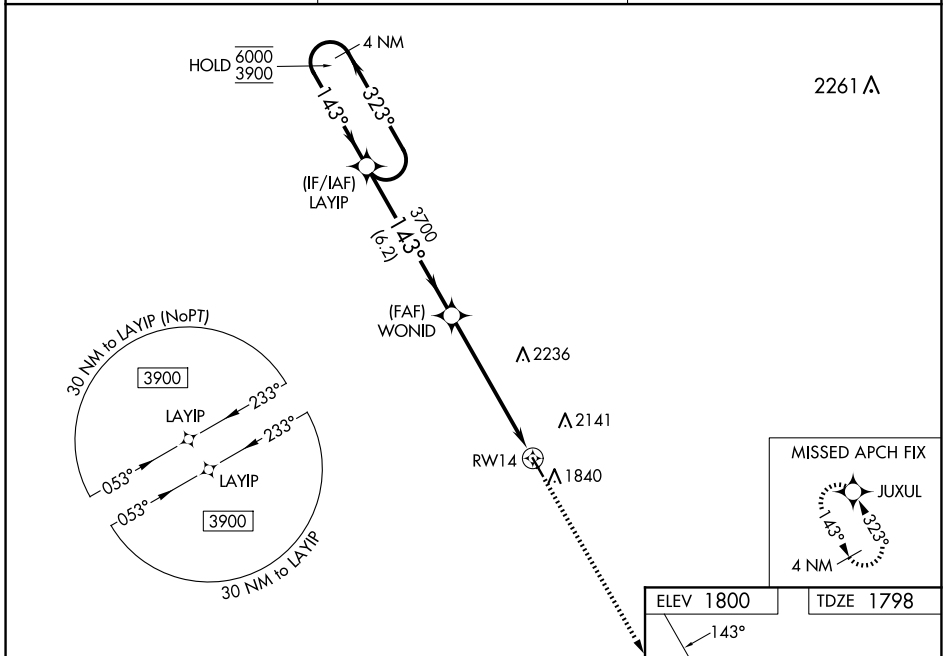 4 NM
HOLD 6000
3900
2261
143°
323°
(IF/IAF)
LAYIP
3700
143°
(6.2)
(FAF)
WONID
30 NM to LAYIP (NoPT)
2236
3900
LAYIP
233°
053°
2141
RW14
1840
233°
LAYIP
053°
3900
30 NM to LAYIP
MISSED APCH FIX
JUXUL
143°
323°
4 NM
ELEV 1800
TDZE 1798
143°